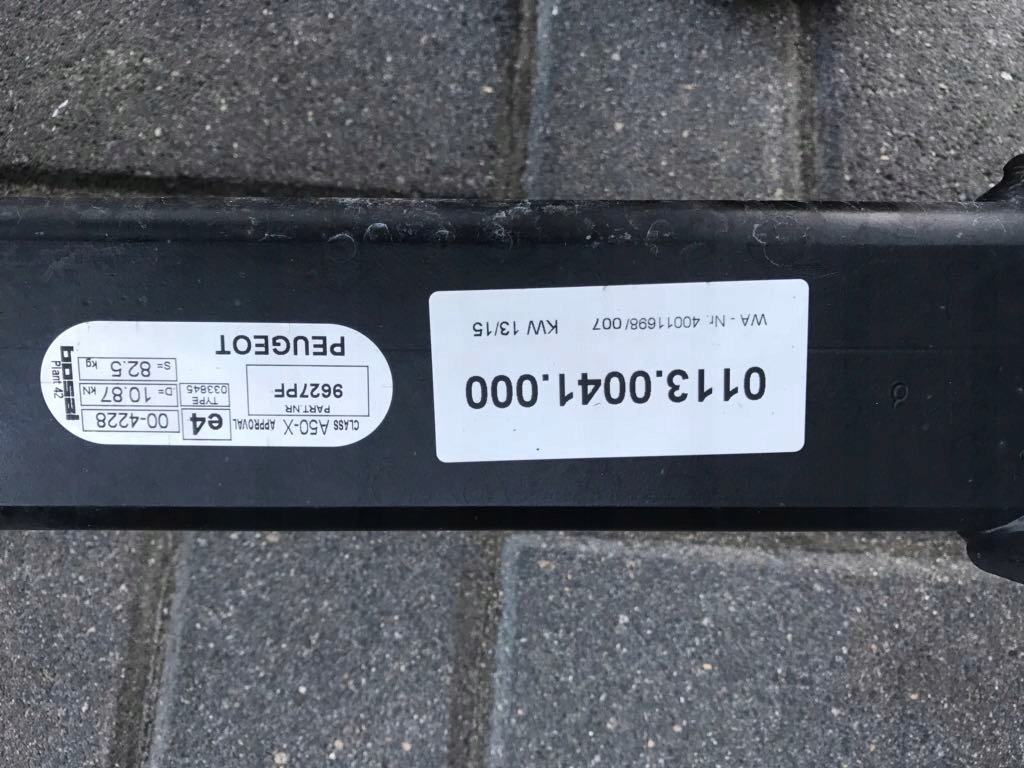 0113.0041.000
KW 13/15 WA - Nr. 40011698/007
CLASS A50-X APPROVAL
e4 00-4228
PART.NR
9627PF
TYPE
033845
D= 10.87 kN
S= 82.5 kg
PEUGEOT
bosal
Plant 42